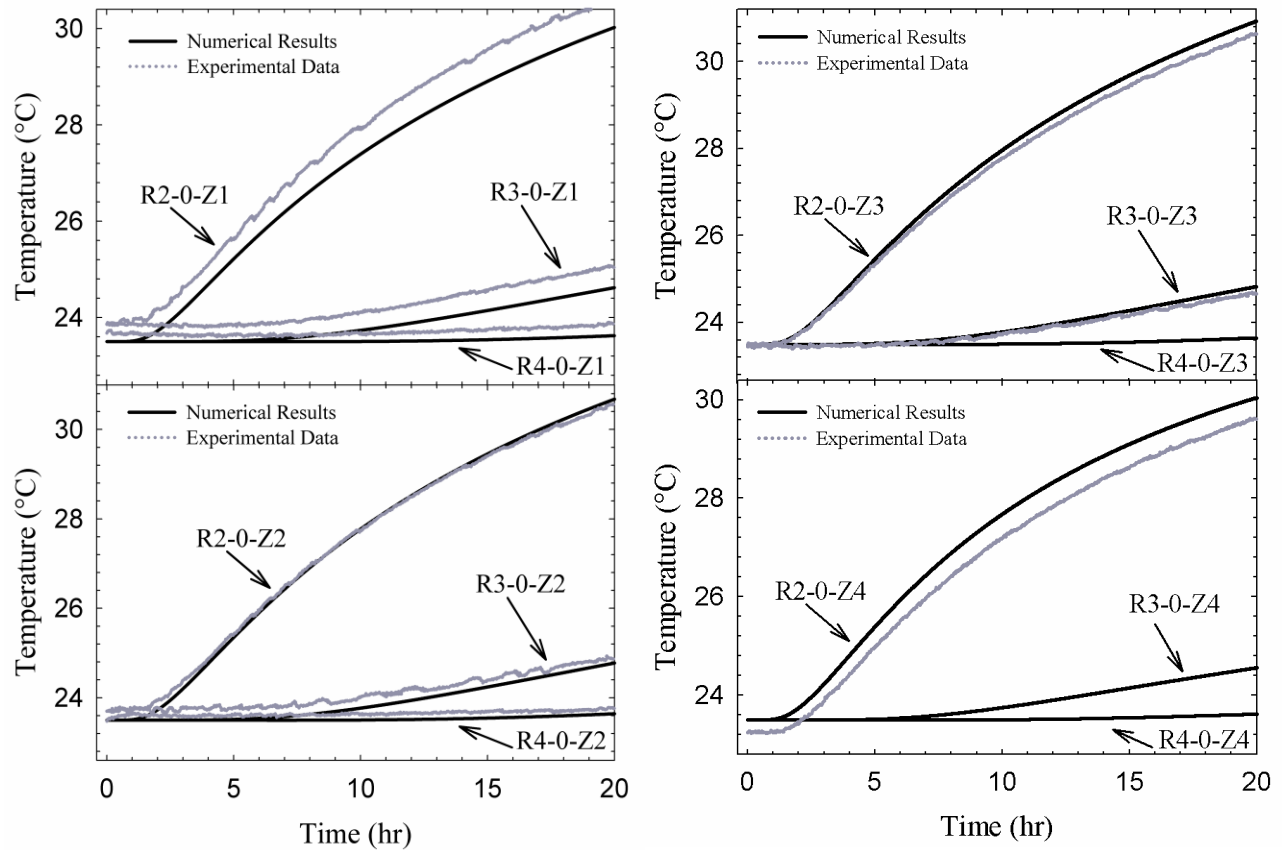 30
28
26
24
Temperature (°C)
Numerical Results
Experimental Data
R2-0-Z1
R3-0-Z1
R4-0-Z1
30
28
26
24
Temperature (°C)
Numerical Results
Experimental Data
R2-0-Z3
R3-0-Z3
R4-0-Z3
30
28
26
24
Temperature (°C)
Numerical Results
Experimental Data
R2-0-Z2
R3-0-Z2
R4-0-Z2
0 5 10 15 20
Time (hr)
30
28
26
24
Temperature (°C)
Numerical Results
Experimental Data
R2-0-Z4
R3-0-Z4
R4-0-Z4
0 5 10 15 20
Time (hr)